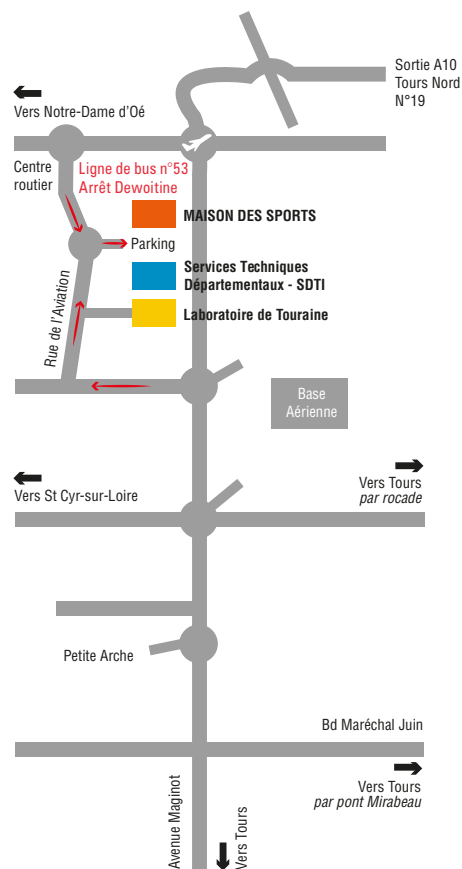 Sortie A10
Tours Nord
N°19
Vers Notre-Dame d'Oé
Centre
routier
Ligne de bus n°53
Arrêt Dewoitine
MAISON DES SPORTS
Parking
Services Techniques
Départementaux - SDTI
Laboratoire de Touraine
Rue de l'Aviation
Base
Aérienne
Vers St Cyr-sur-Loire
Vers Tours
par rocade
Petite Arche
Bd Maréchal Juin
Vers Tours
par pont Mirabeau
Avenue Maginot
Vers Tours